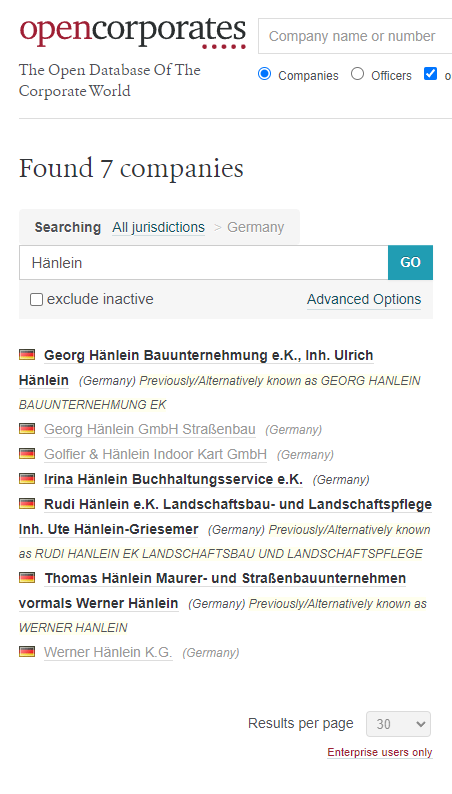 opencorporates
The Open Database Of The
Corporate World
Company name or number
Companies Officers o
Found 7 companies
Searching All jurisdictions > Germany
Hänlein GO
exclude inactive Advanced Options
Georg Hänlein Bauunternehmung e.K., Inh. Ulrich
Hänlein (Germany) Previously/Alternatively known as GEORG HANLEIN
BAUUNTERNEHMUNG EK
Georg Hänlein GmbH Straßenbau (Germany)
Golfier & Hänlein Indoor Kart GmbH (Germany)
Irina Hänlein Buchhaltungsservice e.K. (Germany)
Rudi Hänlein e.K. Landschaftsbau- und Landschaftspflege
Inh. Ute Hänlein-Griesemer (Germany) Previously/Alternatively known
as RUDI HANLEIN EK LANDSCHAFTSBAU UND LANDSCHAFTSPFLEGE
Thomas Hänlein Maurer- und Straßenbauunternehmen
vormals Werner Hänlein (Germany) Previously/Alternatively known as
WERNER HANLEIN
Werner Hänlein K.G. (Germany)
Results per page 30
Enterprise users only